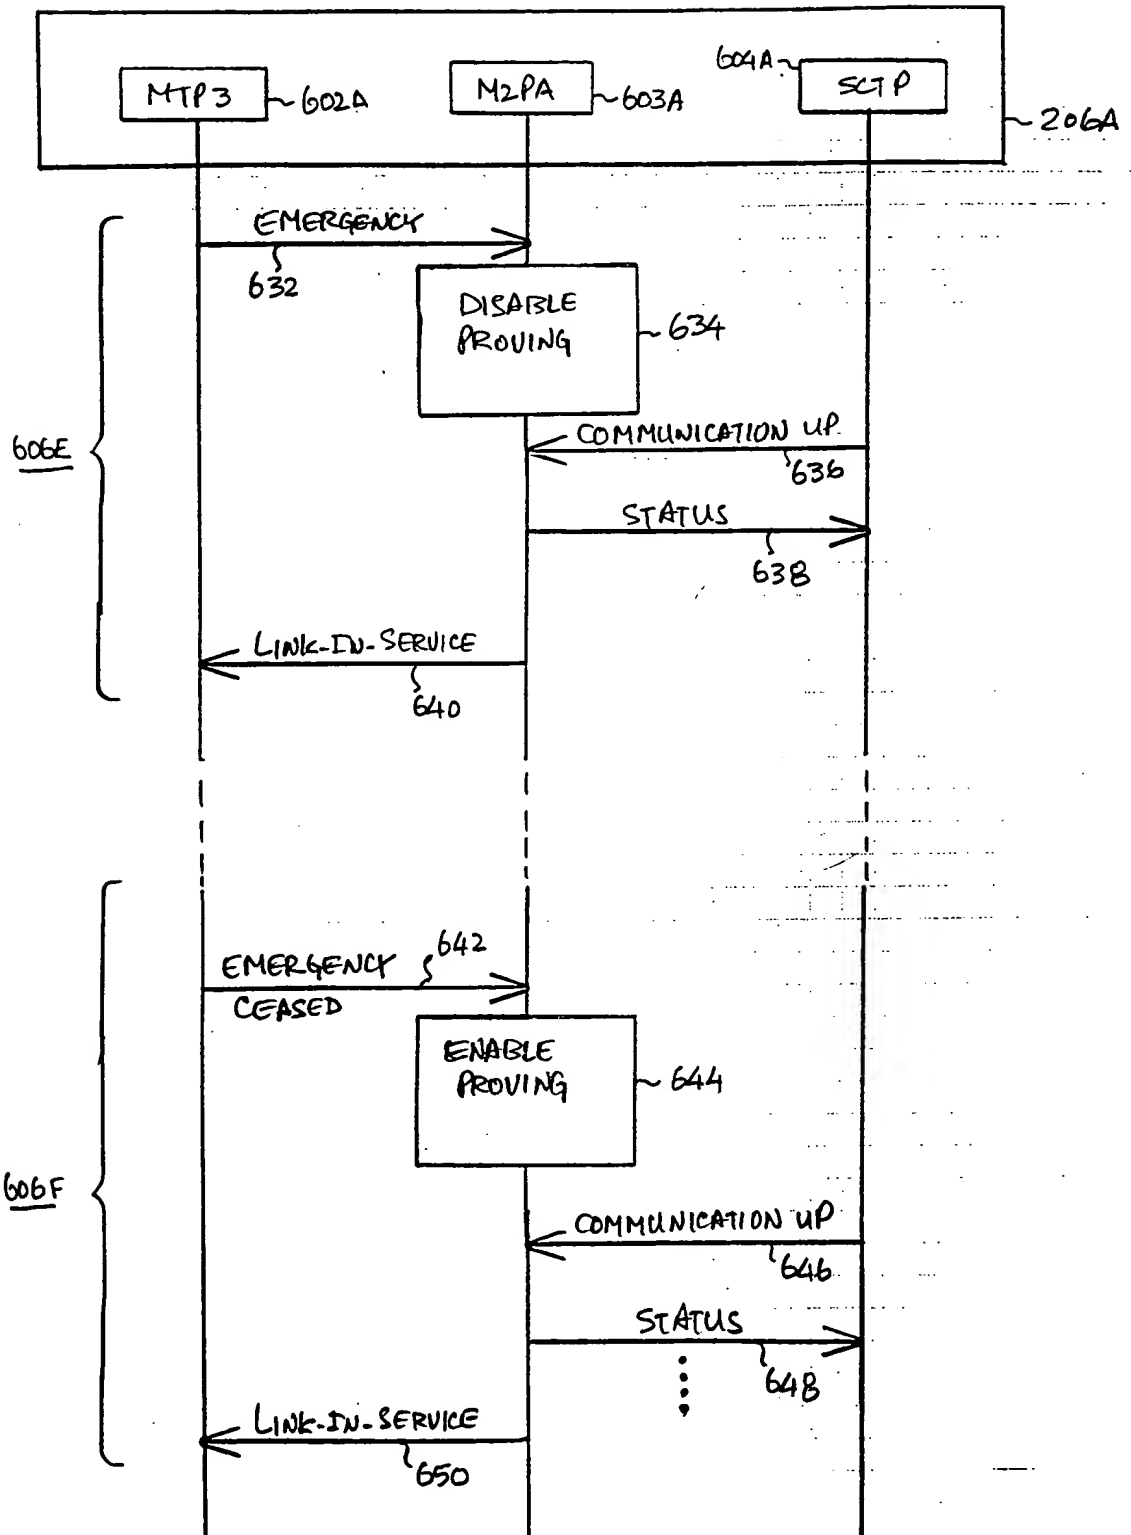 MTP3
602A
M2PA
603A
604A
SCTP
206A
EMERGENCY
632
DISABLE
PROVING
634
606E
COMMUNICATION UP.
636
STATUS
638
LINK-IN-SERVICE
640
EMERGENCY
642
CEASED
ENABLE
PROVING
644
606F
COMMUNICATION UP
646
STATUS
648
LINK-IN-SERVICE
650